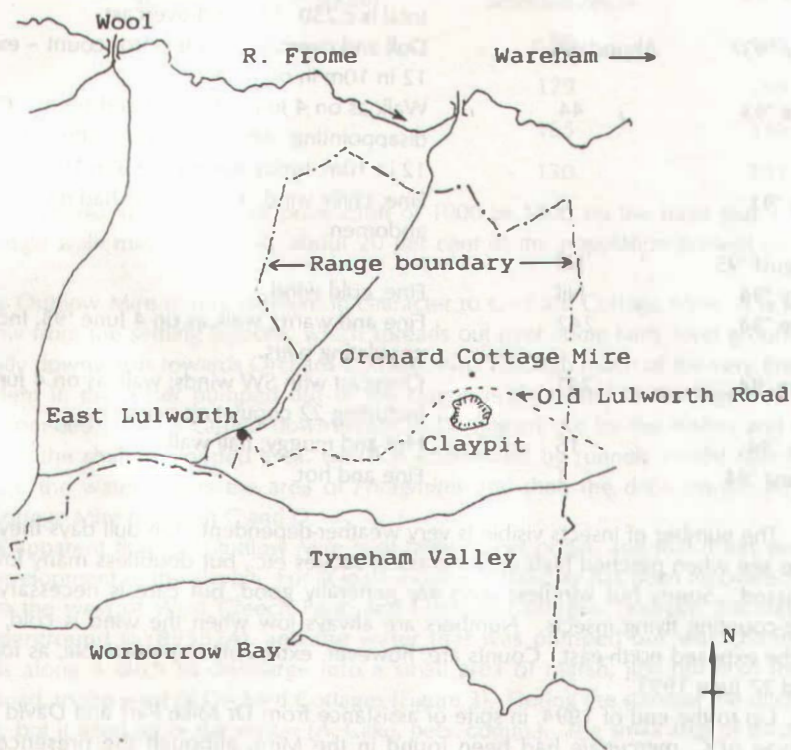 Wool
R. Frome
Wareham
Range boundary
Orchard Cottage Mire
Old Lulworth Road
East Lulworth
Claypit
Tyneham Valley
Worborrow Bay
N